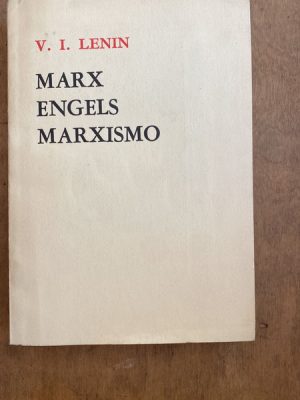 V. I. LENIN
MARX
ENGELS
MARXISMO